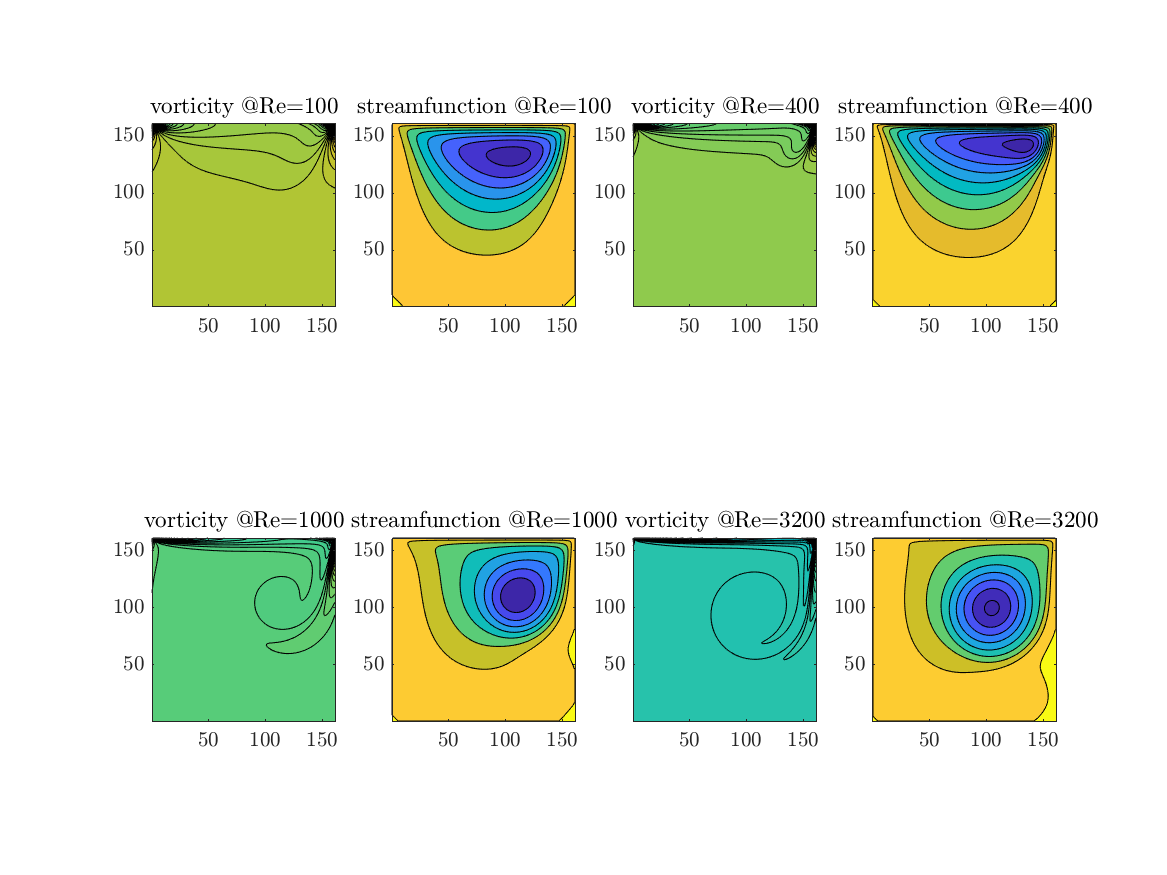 vorticity @Re=100
streamfunction @Re=100
vorticity @Re=400
streamfunction @Re=400
150 150 150 150
100 100 100 100
50 50 50 50
50 100 150 50 100 150 50 100 150 50 100 150
vorticity @Re=1000
streamfunction @Re=1000
vorticity @Re=3200
streamfunction @Re=3200
150 150 150 150
100 100 100 100
50 50 50 50
50 100 150 50 100 150 50 100 150 50 100 150